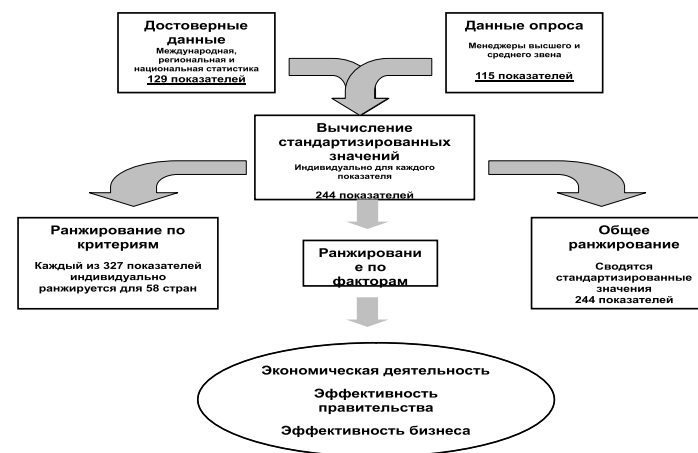 Достоверные
данные
Международная,
региональная и
национальная статистика
129 показателей
Данные опроса
Менеджеры высшего и
среднего звена
115 показателей
Вычисление
стандартизированных
значений
Индивидуально для каждого
показателя
244 показателей
Ранжирование по
критериям
Каждый из 327 показателей
индивидуально
ранжируется для 58 стран
Ранжировани
е по
факторам
Общее
ранжирование
Сводятся
стандартизированные
значения
244 показателей
Экономическая деятельность
Эффективность
правительства
Эффективность бизнеса